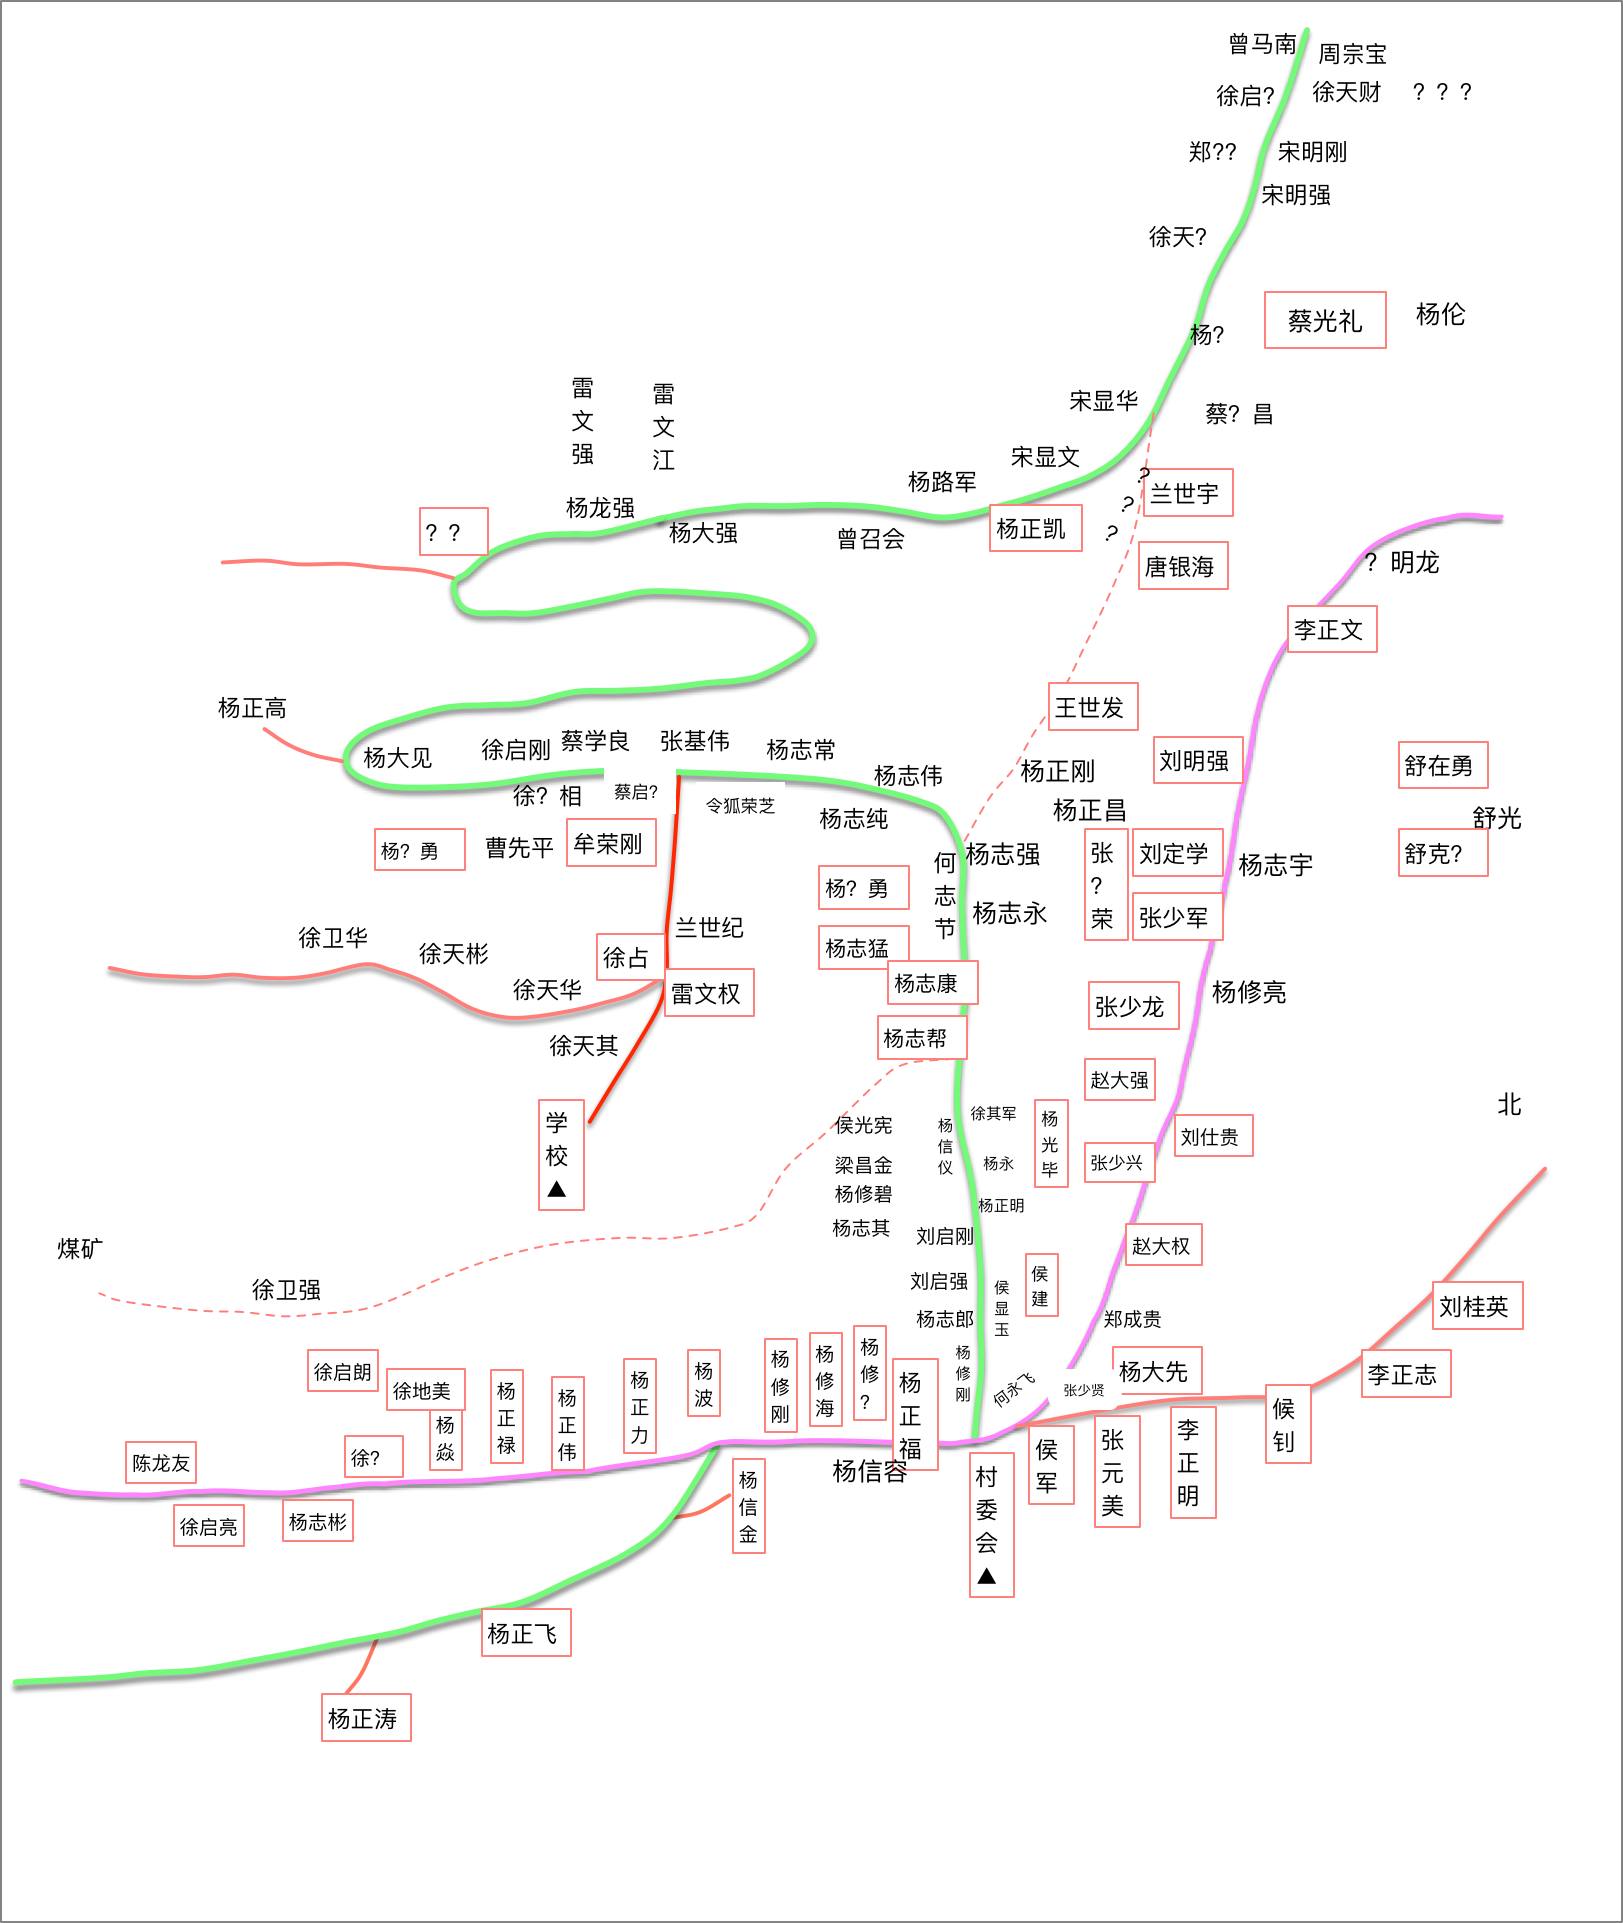 曾马南
周宗宝
徐启?
徐天财
? ? ?
郑??
宋明刚
宋明强
徐天?
蔡光礼
杨伦
杨?
雷文强
雷文江
宋显华
蔡? 昌
宋显文
杨路军
?
?
?
兰世宇
杨龙强
杨大强
曾召会
杨正凯
? ?
唐银海
? 明龙
李正文
杨正高
王世发
杨大见
徐启刚
蔡学良
张基伟
杨志常
杨志伟
杨正刚
刘明强
舒在勇
徐? 相
蔡启?
令狐荣芝
杨志纯
杨正昌
舒光
杨? 勇
曹先平
牟荣刚
何志节
杨志强
张?荣
刘定学
杨志宇
舒克?
杨? 勇
杨志永
张少军
徐卫华
徐天彬
徐占
兰世纪
杨志猛
徐天华
雷文权
杨志康
张少龙
杨修亮
徐天其
杨志帮
赵大强
北
学校▲
侯光宪
杨信仪
徐其军
杨光毕
刘仕贵
梁昌金
杨永
张少兴
杨修碧
杨正明
杨志其
刘启刚
赵大权
煤矿
徐卫强
刘启强
侯显玉
侯建
刘桂英
杨志郎
郑成贵
徐启朗
徐地美
杨焱
杨正禄
杨正伟
杨正力
杨波
杨修刚
杨修海
杨修?
杨正福
杨修刚
何永飞
张少贤
杨大先
李正志
陈龙友
徐?
杨信容
侯军
张元美
李正明
候钊
徐启亮
杨志彬
杨信金
村委会▲
杨正飞
杨正涛